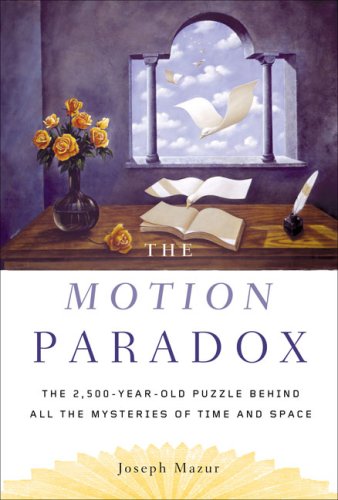 THE
MOTION
PARADOX
THE 2,500-YEAR-OLD PUZZLE BEHIND
ALL THE MYSTERIES OF TIME AND SPACE
Joseph Mazur